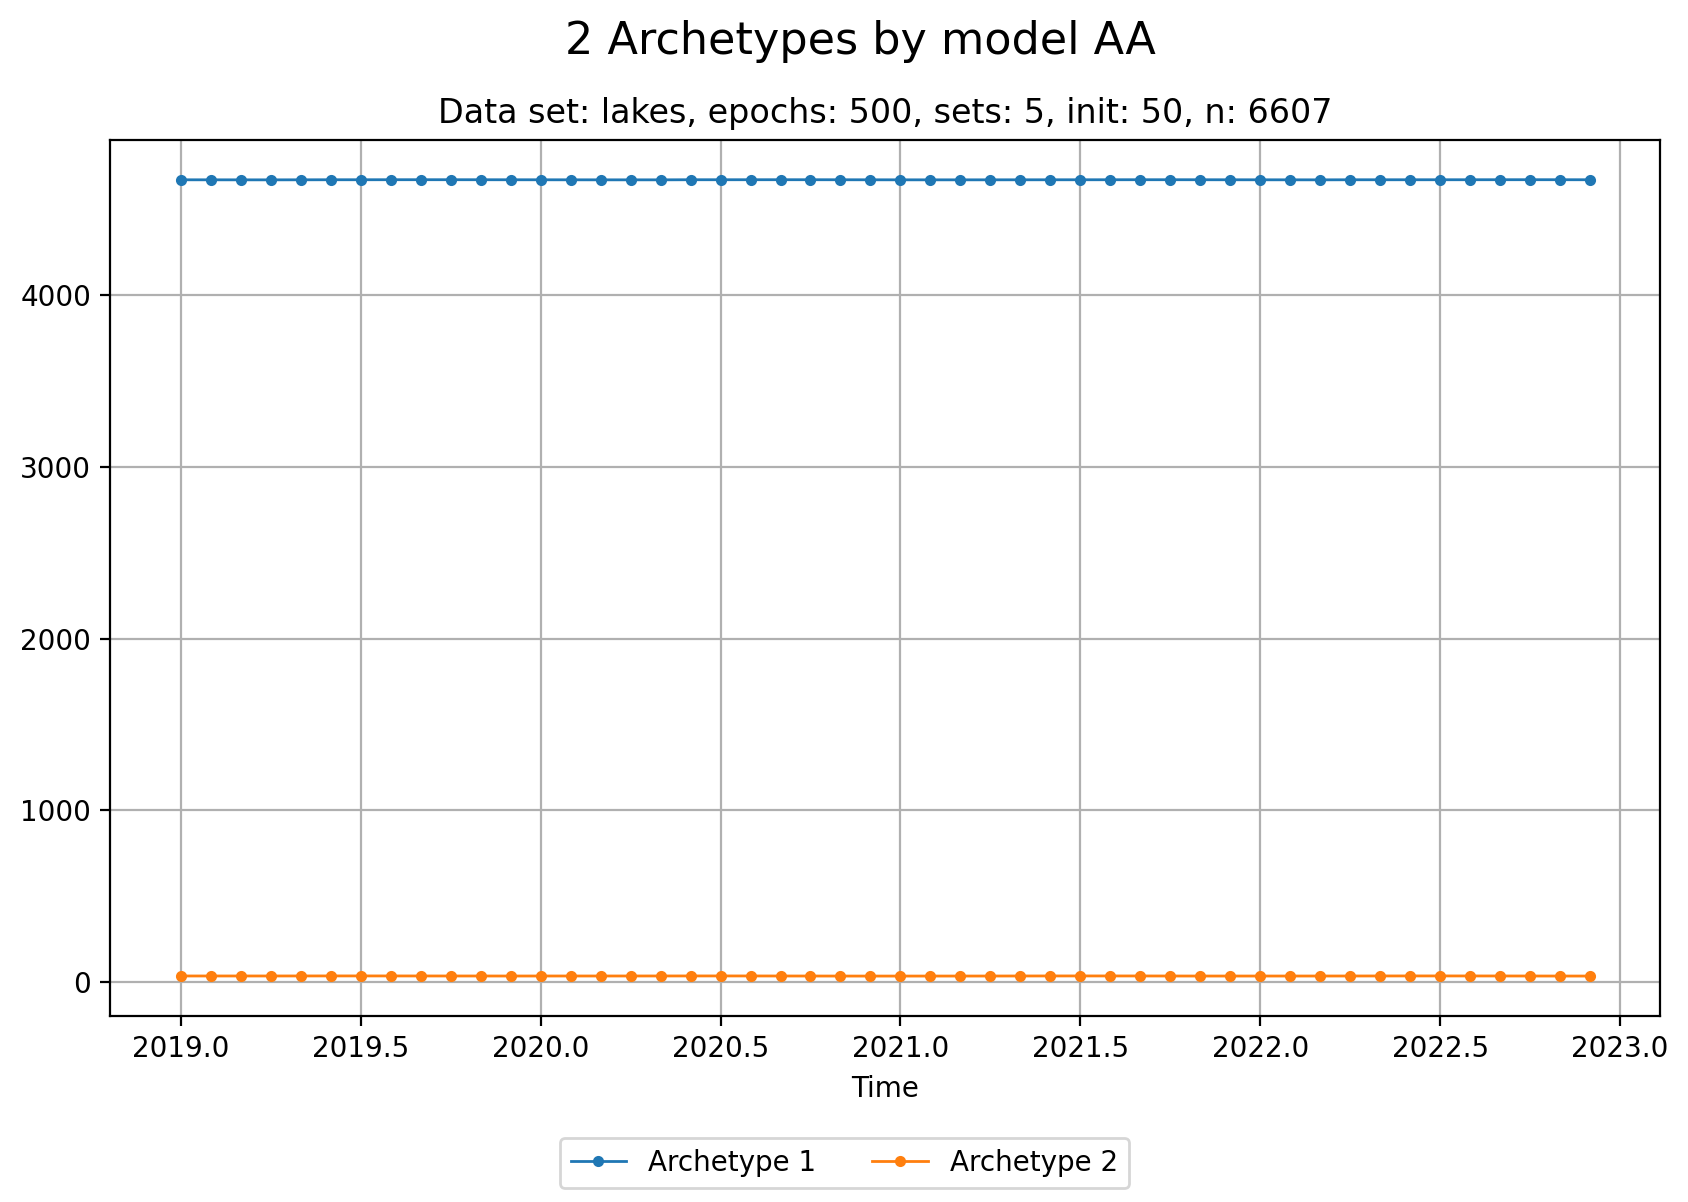 2 Archetypes by model AA
Data set: lakes, epochs: 500, sets: 5, init: 50, n: 6607
4000
3000
2000
1000
0
2019.0 2019.5 2020.0 2020.5 2021.0 2021.5 2022.0 2022.5 2023.0
Time
Archetype 1 Archetype 2